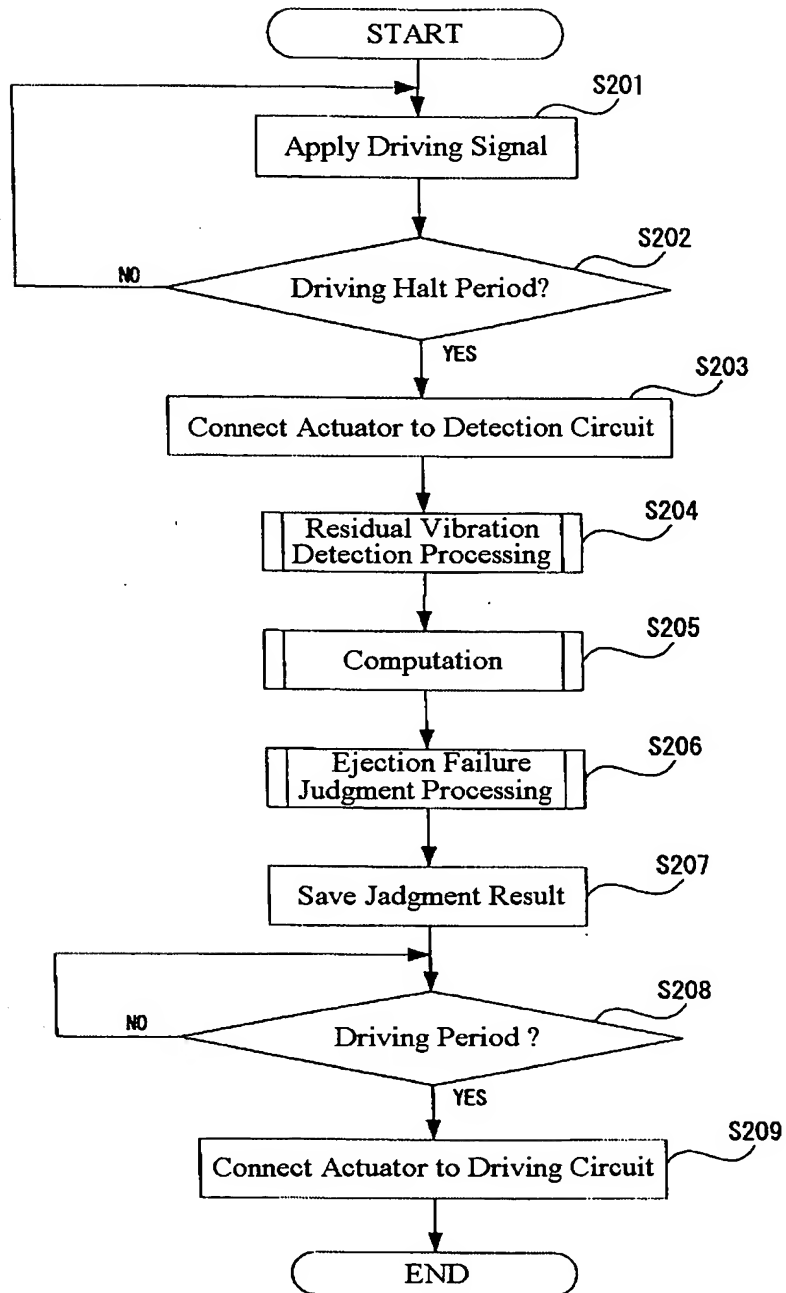 START
S201
Apply Driving Signal
S202
NO
Driving Halt Period?
YES
S203
Connect Actuator to Detection Circuit
S204
Residual Vibration
Detection Processing
S205
Computation
S206
Ejection Failure
Judgment Processing
S207
Save Jadgment Result
S208
NO
Driving Period ?
YES
S209
Connect Actuator to Driving Circuit
END